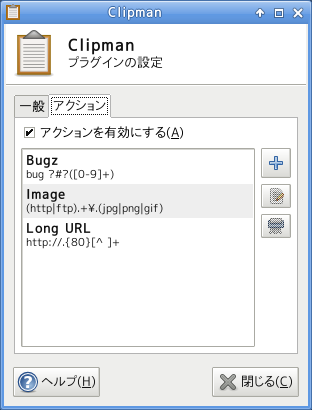 Clipman
Clipman
プラグインの設定
一般 アクション
アクションを有効にする(A)
Bugz
bug ?#?([0-9]+)
Image
(http|ftp).+¥.(jpg|png|gif)
Long URL
http://.{80}[^ ]+
ヘルプ(H) 閉じる(C)